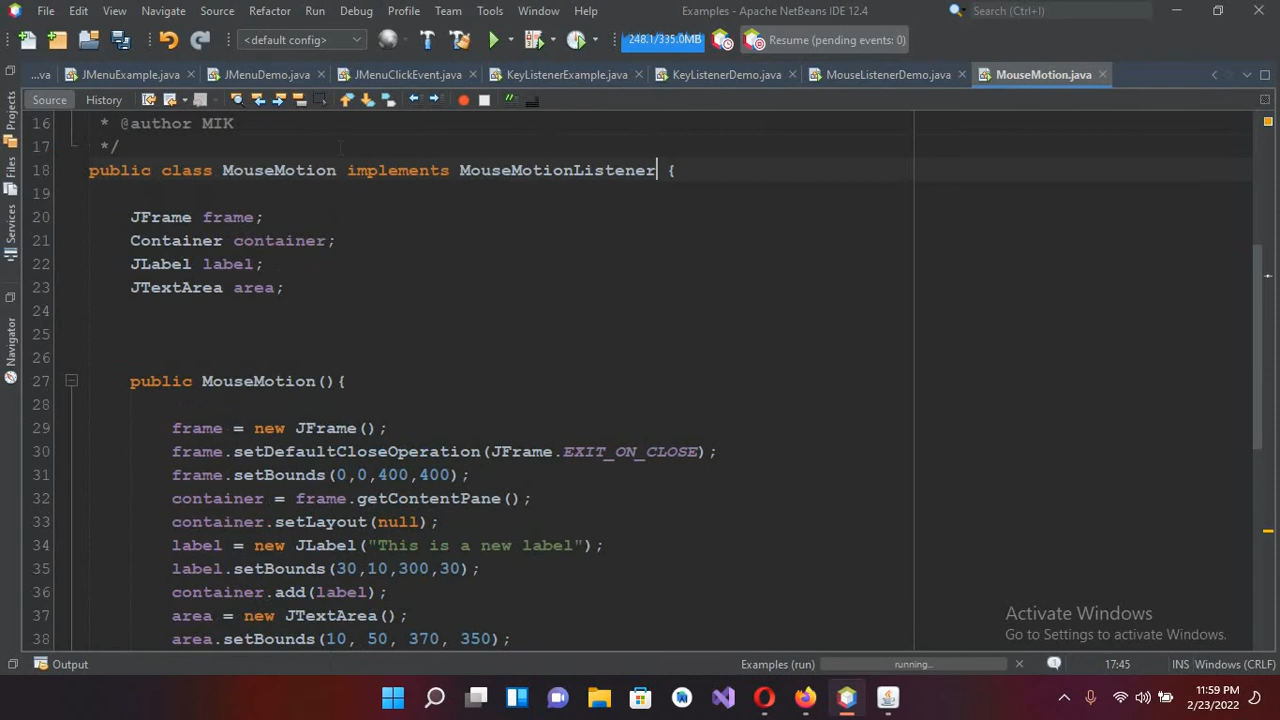 File Edit View Navigate Source Refactor Run Debug Profile Team Tools Window Help Examples - Apache NetBeans IDE 12.4 Search (Ctrl+I)
<default config> 248.1/335.0MB Resume (pending events: 0)
...va JMenuExample.java JMenuDemo.java JMenuClickEvent.java KeyListenerExample.java KeyListenerDemo.java MouseListenerDemo.java MouseMotion.java
Source History
Projects
Files
Services
Navigator
16 * @author MIK
17 */
18 public class MouseMotion implements MouseMotionListener {
19
20 JFrame frame;
21 Container container;
22 JLabel label;
23 JTextArea area;
24
25
26
27 public MouseMotion(){
28
29 frame = new JFrame();
30 frame.setDefaultCloseOperation(JFrame.EXIT_ON_CLOSE);
31 frame.setBounds(0,0,400,400);
32 container = frame.getContentPane();
33 container.setLayout(null);
34 label = new JLabel("This is a new label");
35 label.setBounds(30,10,300,30);
36 container.add(label);
37 area = new JTextArea();
38 area.setBounds(10, 50, 370, 350);
Activate Windows
Go to Settings to activate Windows.
Output Examples (run) running... 17:45 INS Windows (CRLF)
11:59 PM
2/23/2022